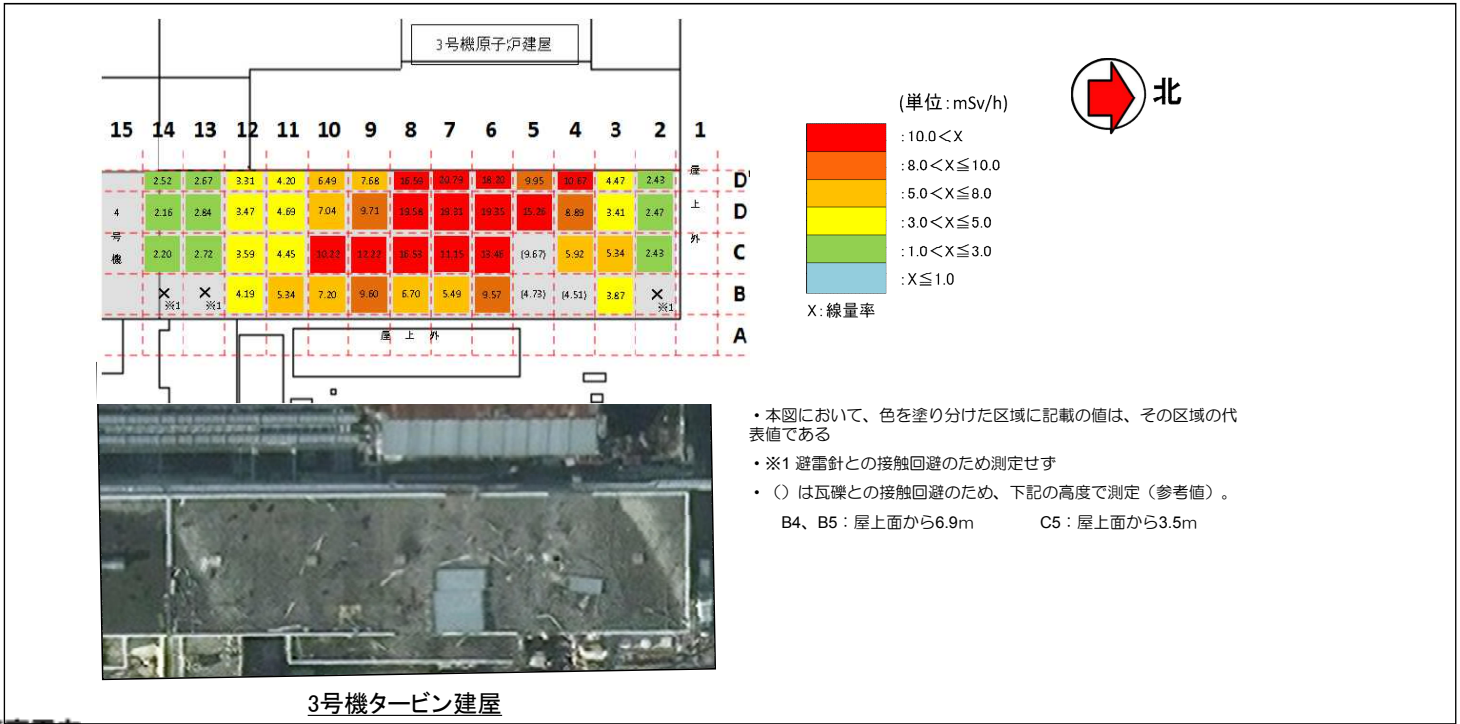 3号機原子炉建屋
北
(単位:mSv/h)
:10.0<X
:8.0<X≦10.0
:5.0<X≦8.0
:3.0<X≦5.0
:1.0<X≦3.0
:X≦1.0
X:線量率
15 14 13 12 11 10 9 8 7 6 5 4 3 2 1
2.52 2.67 3.31 4.20 6.49 7.68 16.59 20.79 18.20 9.95 10.67 4.47 2.43 D'
2.16 2.84 3.47 4.69 7.04 9.71 19.58 19.31 19.35 15.26 8.89 3.41 2.47 D
2.20 2.72 3.59 4.45 10.22 12.22 16.53 11.15 13.46 (9.67) 5.92 5.34 2.43 C
×※1 ×※1 4.19 5.34 7.20 9.60 6.70 5.49 9.57 (4.73) (4.51) 3.87 ×※1 B
A
4号機
屋上外
屋上外
・本図において、色を塗り分けた区域に記載の値は、その区域の代
表値である
・※1 避雷針との接触回避のため測定せず
・()は瓦礫との接触回避のため、下記の高度で測定(参考値)。
B4、B5:屋上面から6.9m C5:屋上面から3.5m
3号機タービン建屋